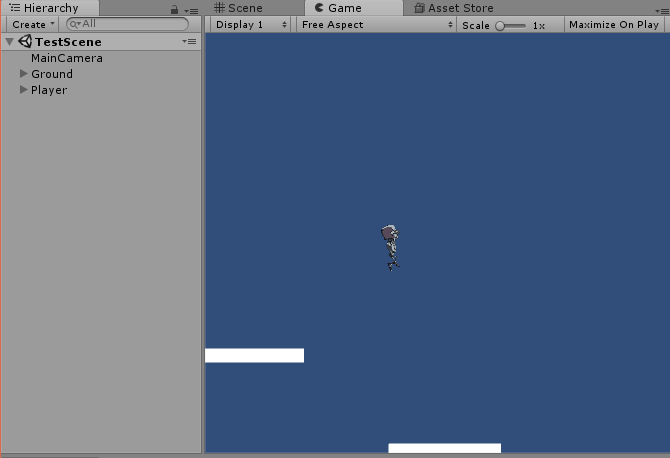 Hierarchy
Create
All
TestScene
MainCamera
Ground
Player
Scene
Game
Asset Store
Display 1
Free Aspect
Scale
1x
Maximize On Play